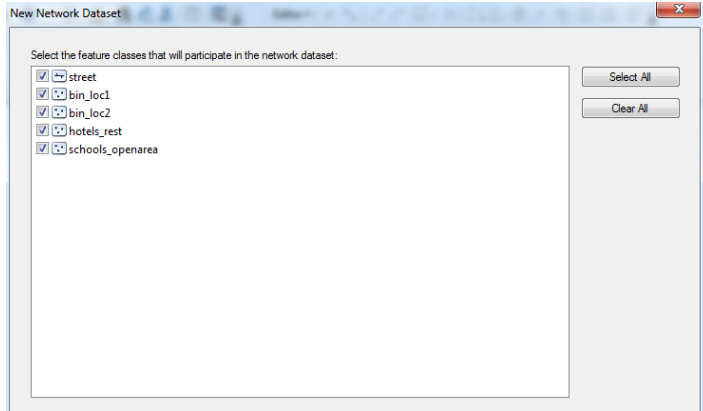 New Network Dataset
Select the feature classes that will participate in the network dataset:
street
bin_loc1
bin_loc2
hotels_rest
schools_openarea
Select All
Clear All